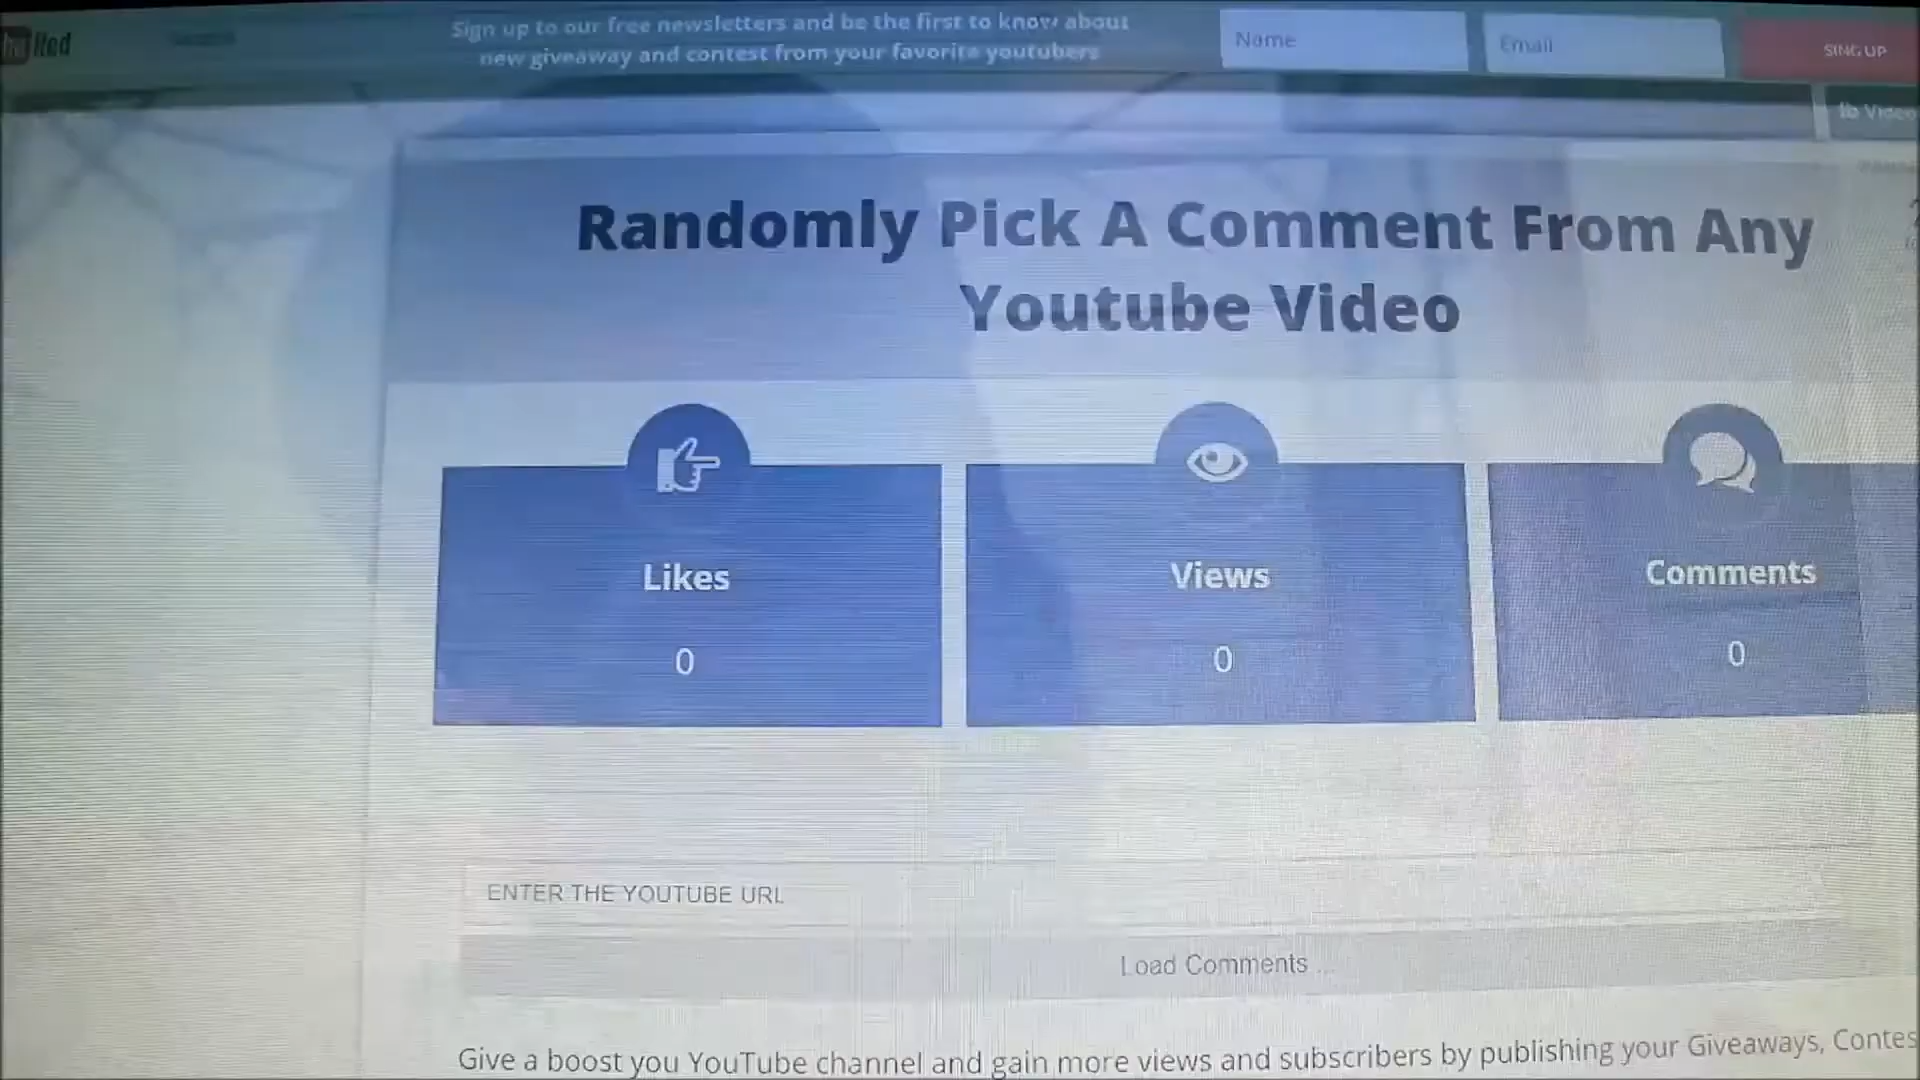 Sign up to our free newsletters and be the first to know about
new giveaway and contest from your favorite youtubers
Name
Email
SING UP
Video
Randomly Pick A Comment From Any
Youtube Video
Likes
Views
Comments
0
0
0
ENTER THE YOUTUBE URL
Load Comments ...
Give a boost you YouTube channel and gain more views and subscribers by publishing your Giveaways, Contes